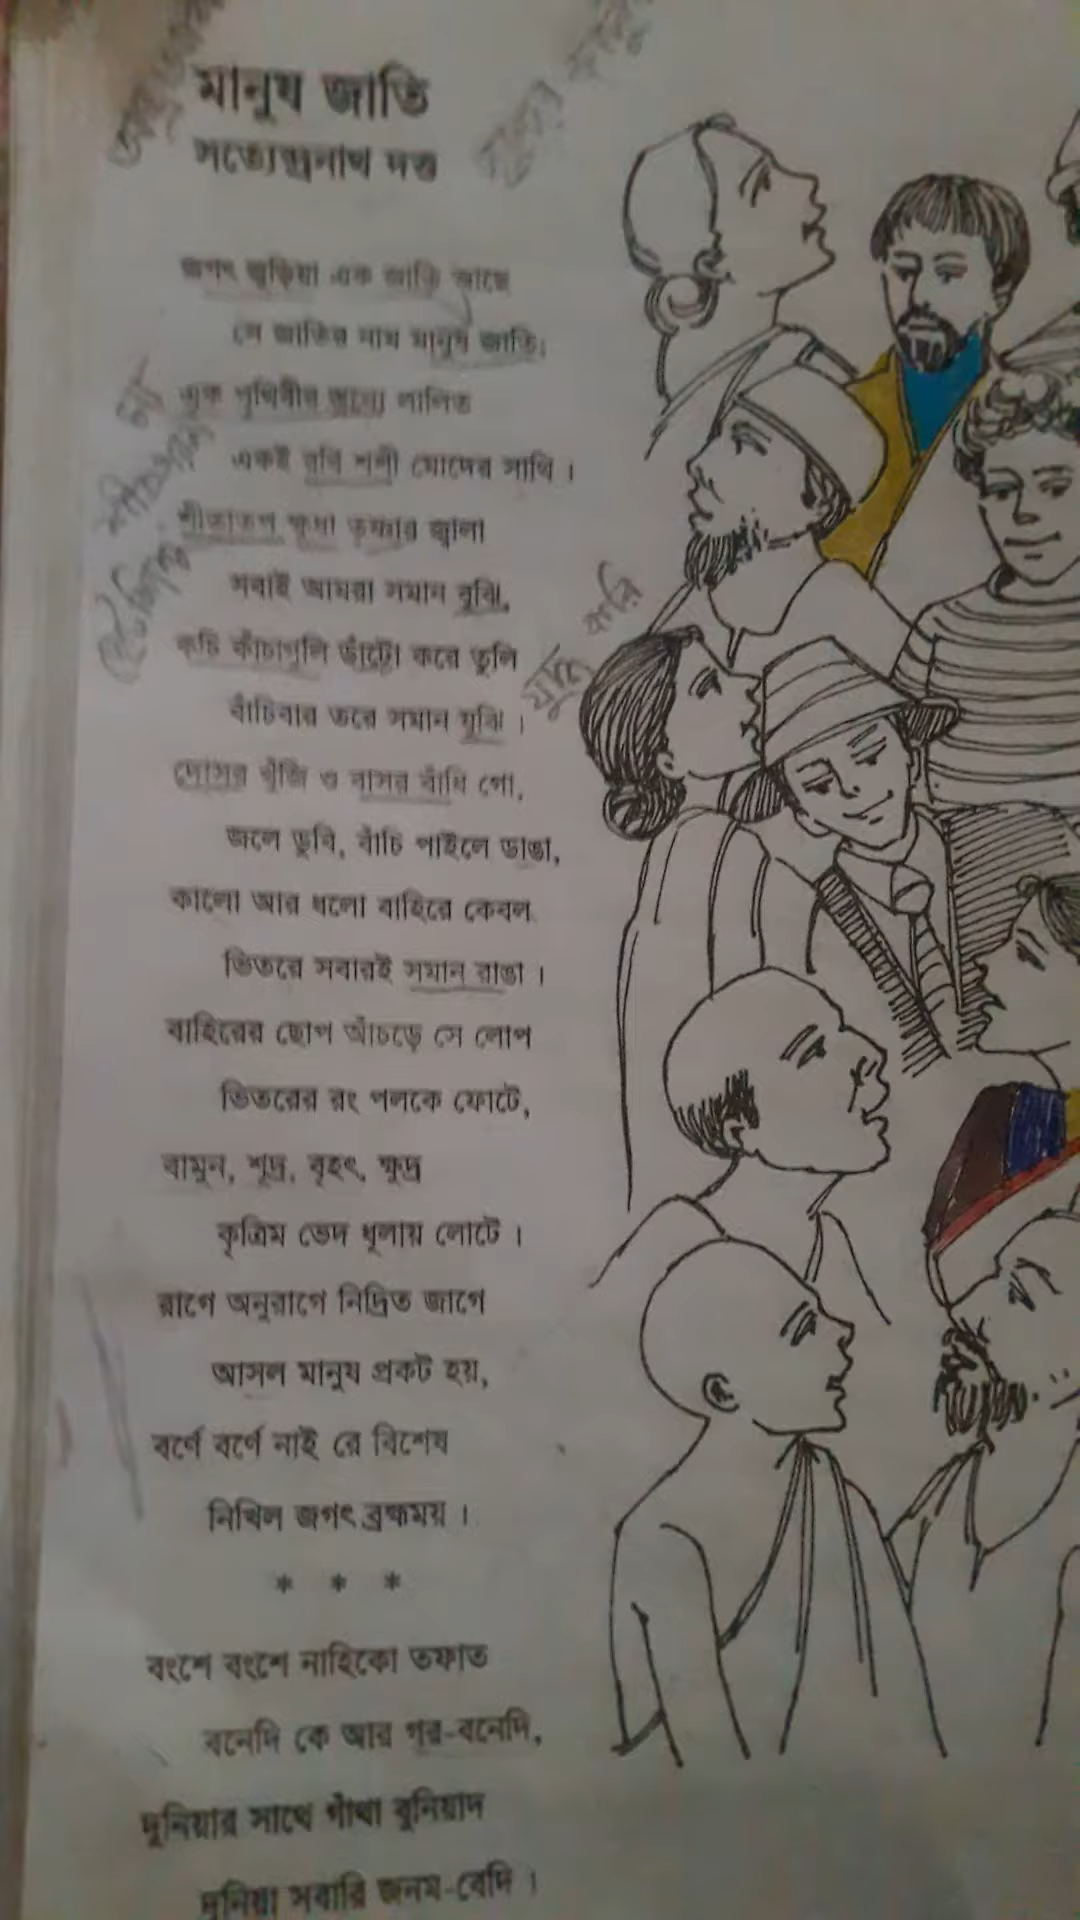 মানুষ জাতি
সত্যেন্দ্রনাথ দত্ত
জগৎ জুড়িয়া এক জাতি আছে
সে জাতির নাম মানুষ জাতি;
এক পৃথিবীর স্তন্যে লালিত
একই রবি শশী মোদের সাথি ।
শীতাতপ ক্ষুধা তৃষ্ণার জ্বালা
সবাই আমরা সমান বুঝি,
কচি কাঁচাগুলি ডাঁটো করে তুলি
বাঁচিবার তরে সমান যুঝি ।
দোসর খুঁজি ও বাসর বাঁধি গো,
জলে ডুবি, বাঁচি পাইলে ডাঙা,
কালো আর ধলো বাহিরে কেবল
ভিতরে সবারই সমান রাঙা ।
বাহিরের ছোপ আঁচড়ে সে লোপ
ভিতরের রং পলকে ফোটে,
বামুন, শূদ্র, বৃহৎ, ক্ষুদ্র
কৃত্রিম ভেদ ধূলায় লোটে ।
রাগে অনুরাগে নিদ্রিত জাগে
আসল মানুষ প্রকট হয়,
বর্ণে বর্ণে নাই রে বিশেষ
নিখিল জগৎ ব্রহ্মময় ।
* * *
বংশে বংশে নাহিকো তফাত
বনেদি কে আর গর-বনেদি,
দুনিয়ার সাথে গাঁথা বুনিয়াদ
দুনিয়া সবারি জনম-বেদি ।